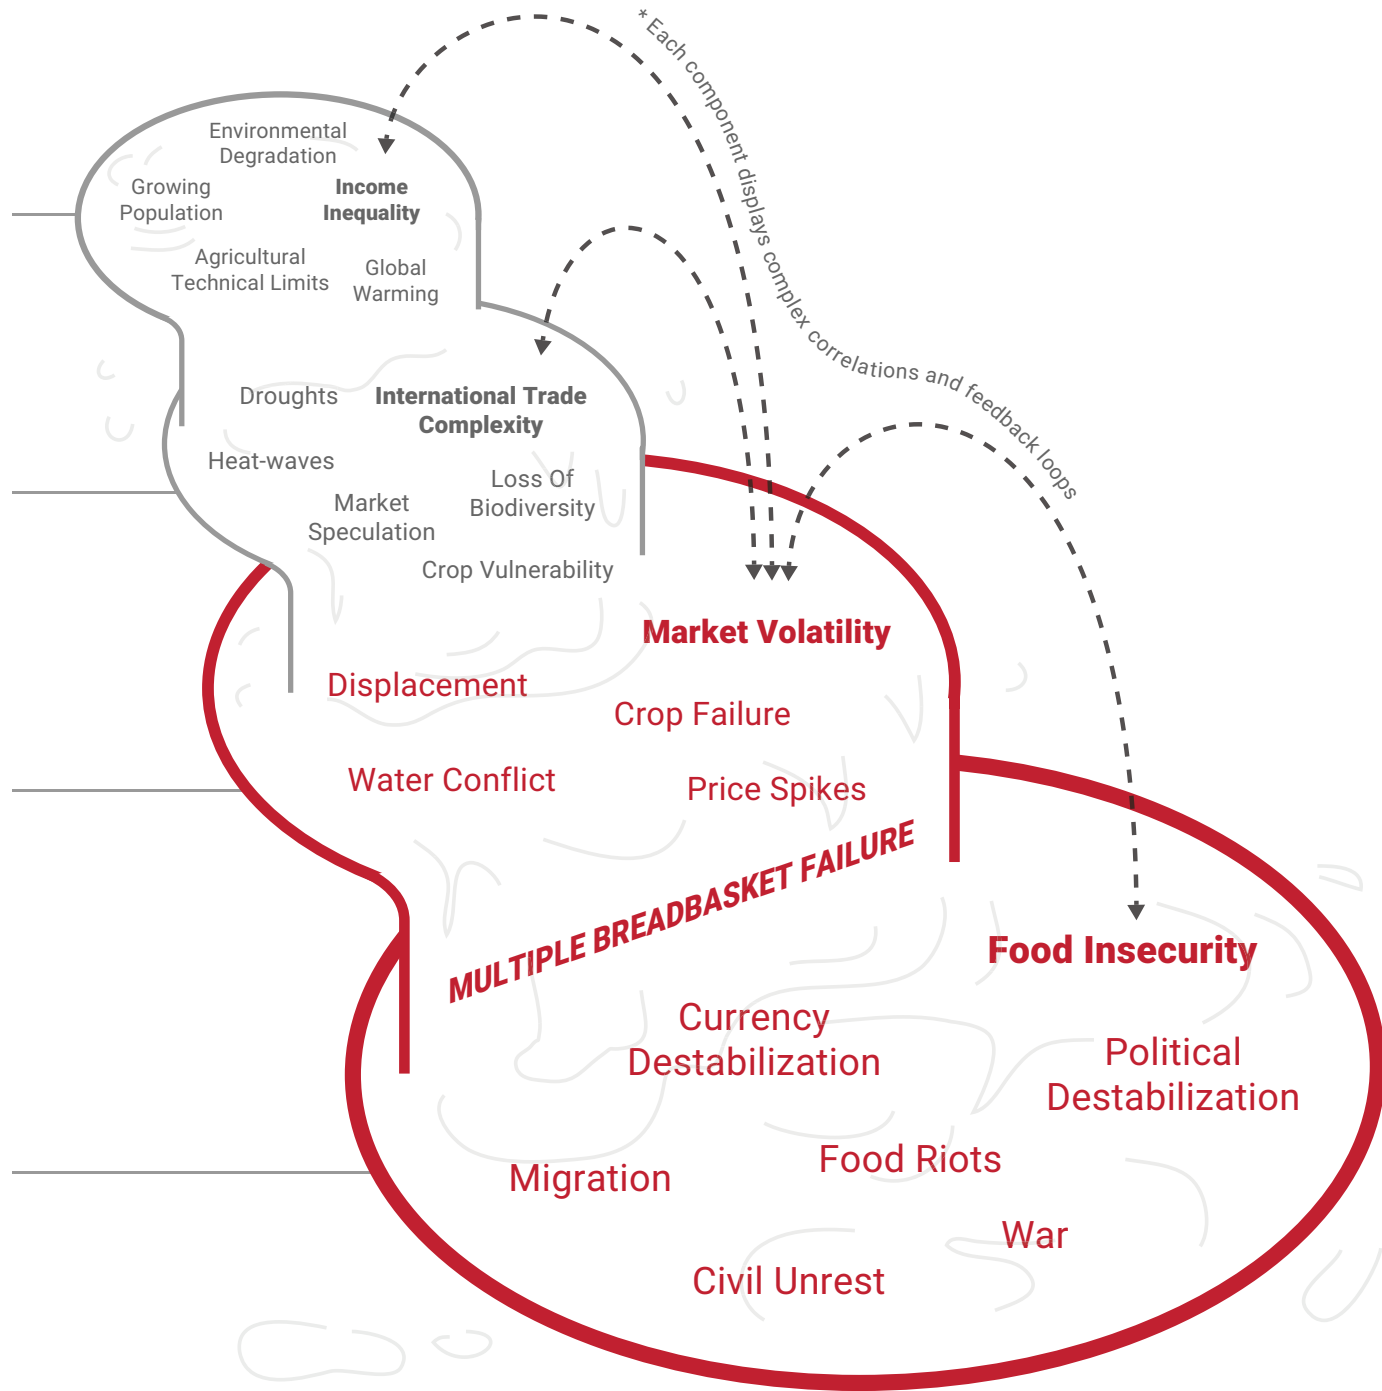 * Each component displays complex correlations and feedback loops
Environmental
Degradation
Growing
Population
Income
Inequality
Agricultural
Technical Limits
Global
Warming
Droughts
International Trade
Complexity
Heat-waves
Loss Of
Biodiversity
Market
Speculation
Crop Vulnerability
Market Volatility
Displacement
Crop Failure
Water Conflict
Price Spikes
MULTIPLE BREADBASKET FAILURE
Food Insecurity
Currency
Destabilization
Political
Destabilization
Food Riots
Migration
War
Civil Unrest